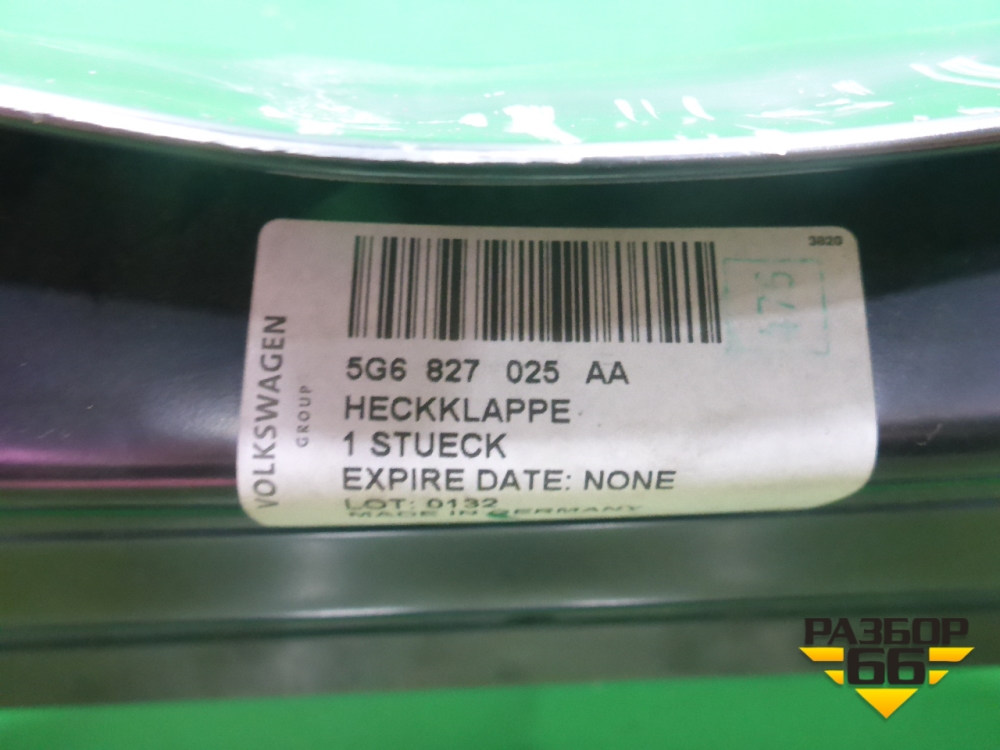 3820
476
5G6 827 025 AA
HECKKLAPPE
1 STUECK
EXPIRE DATE: NONE
LOT: 0132
MADE IN GERMANY
VOLKSWAGEN
GROUP
РАЗБОР
66